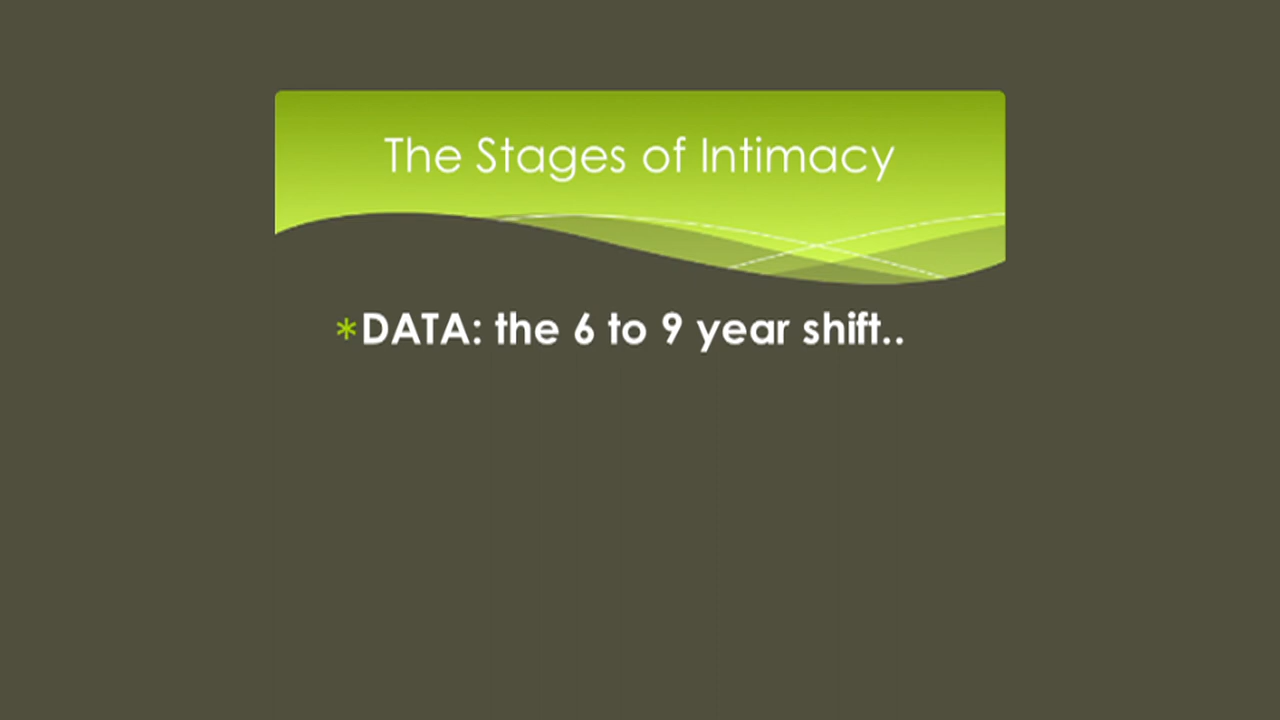 The Stages of Intimacy
*DATA: the 6 to 9 year shift..